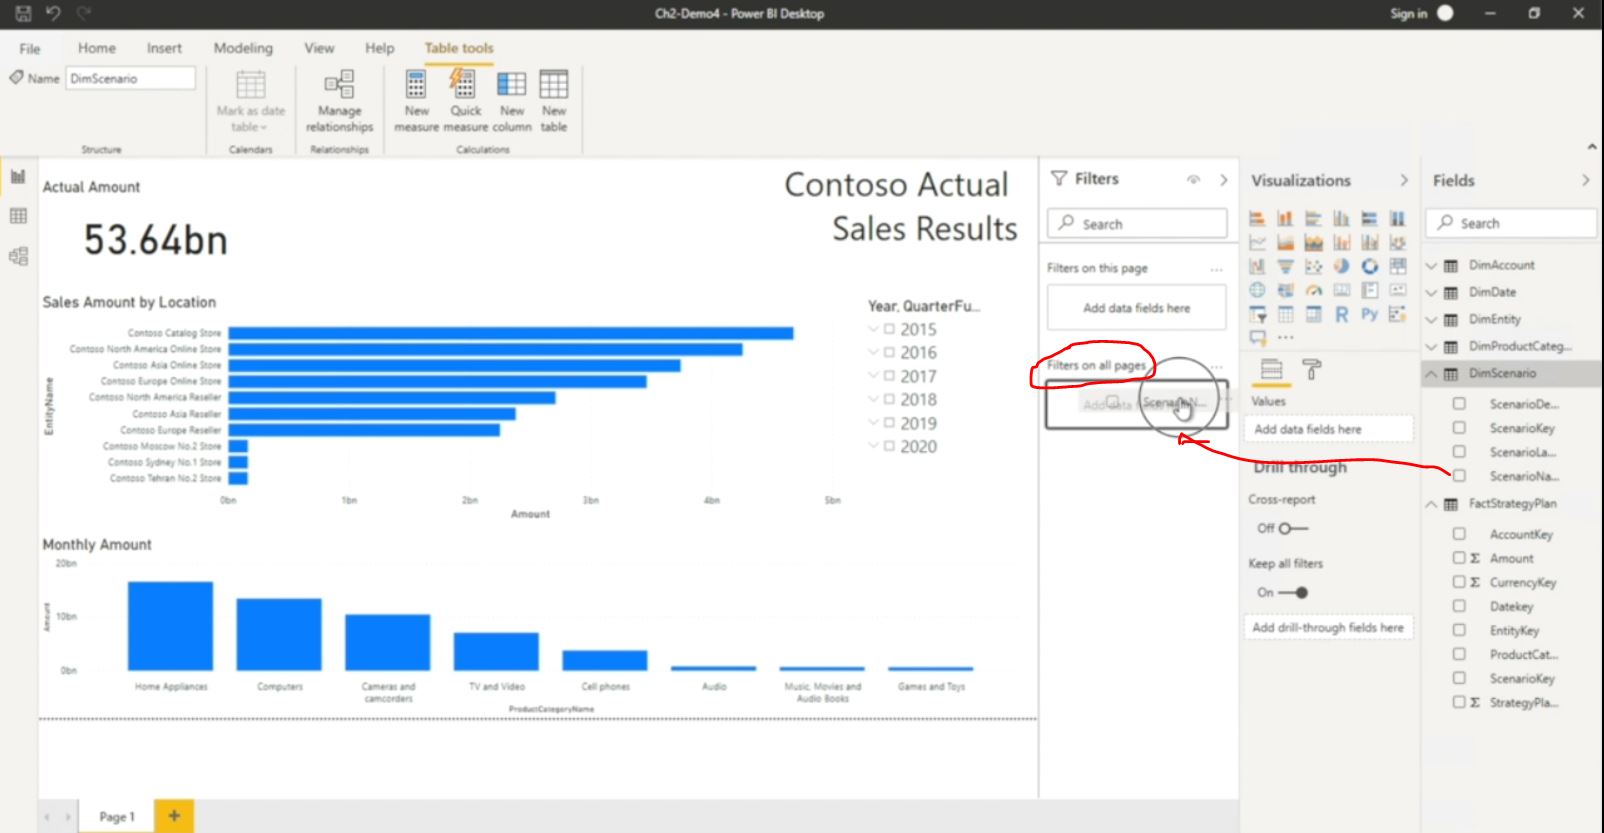 Ch2-Demo4 - Power BI Desktop
Sign in
File Home Insert Modeling View Help Table tools
Name DimScenario
Mark as date table
Manage relationships
New measure
Quick measure
New column
New table
Structure
Calendars
Relationships
Calculations
Actual Amount
53.64bn
Contoso Actual
Sales Results
Sales Amount by Location
EntityName
Contoso Catalog Store
Contoso North America Online Store
Contoso Asia Online Store
Contoso Europe Online Store
Contoso North America Reseller
Contoso Asia Reseller
Contoso Europe Reseller
Contoso Moscow No.2 Store
Contoso Sydney No.1 Store
Contoso Tehran No.2 Store
0bn 1bn 2bn 3bn 4bn 5bn
Amount
Year, QuarterFu...
2015
2016
2017
2018
2019
2020
Monthly Amount
Amount
20bn
10bn
0bn
Home Appliances
Computers
Cameras and
camcorders
TV and Video
Cell phones
Audio
Music, Movies and
Audio Books
Games and Toys
ProductCategoryName
Page 1
Filters
Search
Filters on this page ...
Add data fields here
Filters on all pages ...
Add data
ScenarioN...
Visualizations
R Py
...
Values
Add data fields here
Drill through
Cross-report
Off
Keep all filters
On
Add drill-through fields here
Fields
Search
DimAccount
DimDate
DimEntity
DimProductCateg...
DimScenario
ScenarioDe...
ScenarioKey
ScenarioLa...
ScenarioNa...
FactStrategyPlan
AccountKey
Σ Amount
Σ CurrencyKey
Datekey
EntityKey
ProductCat...
ScenarioKey
Σ StrategyPla...